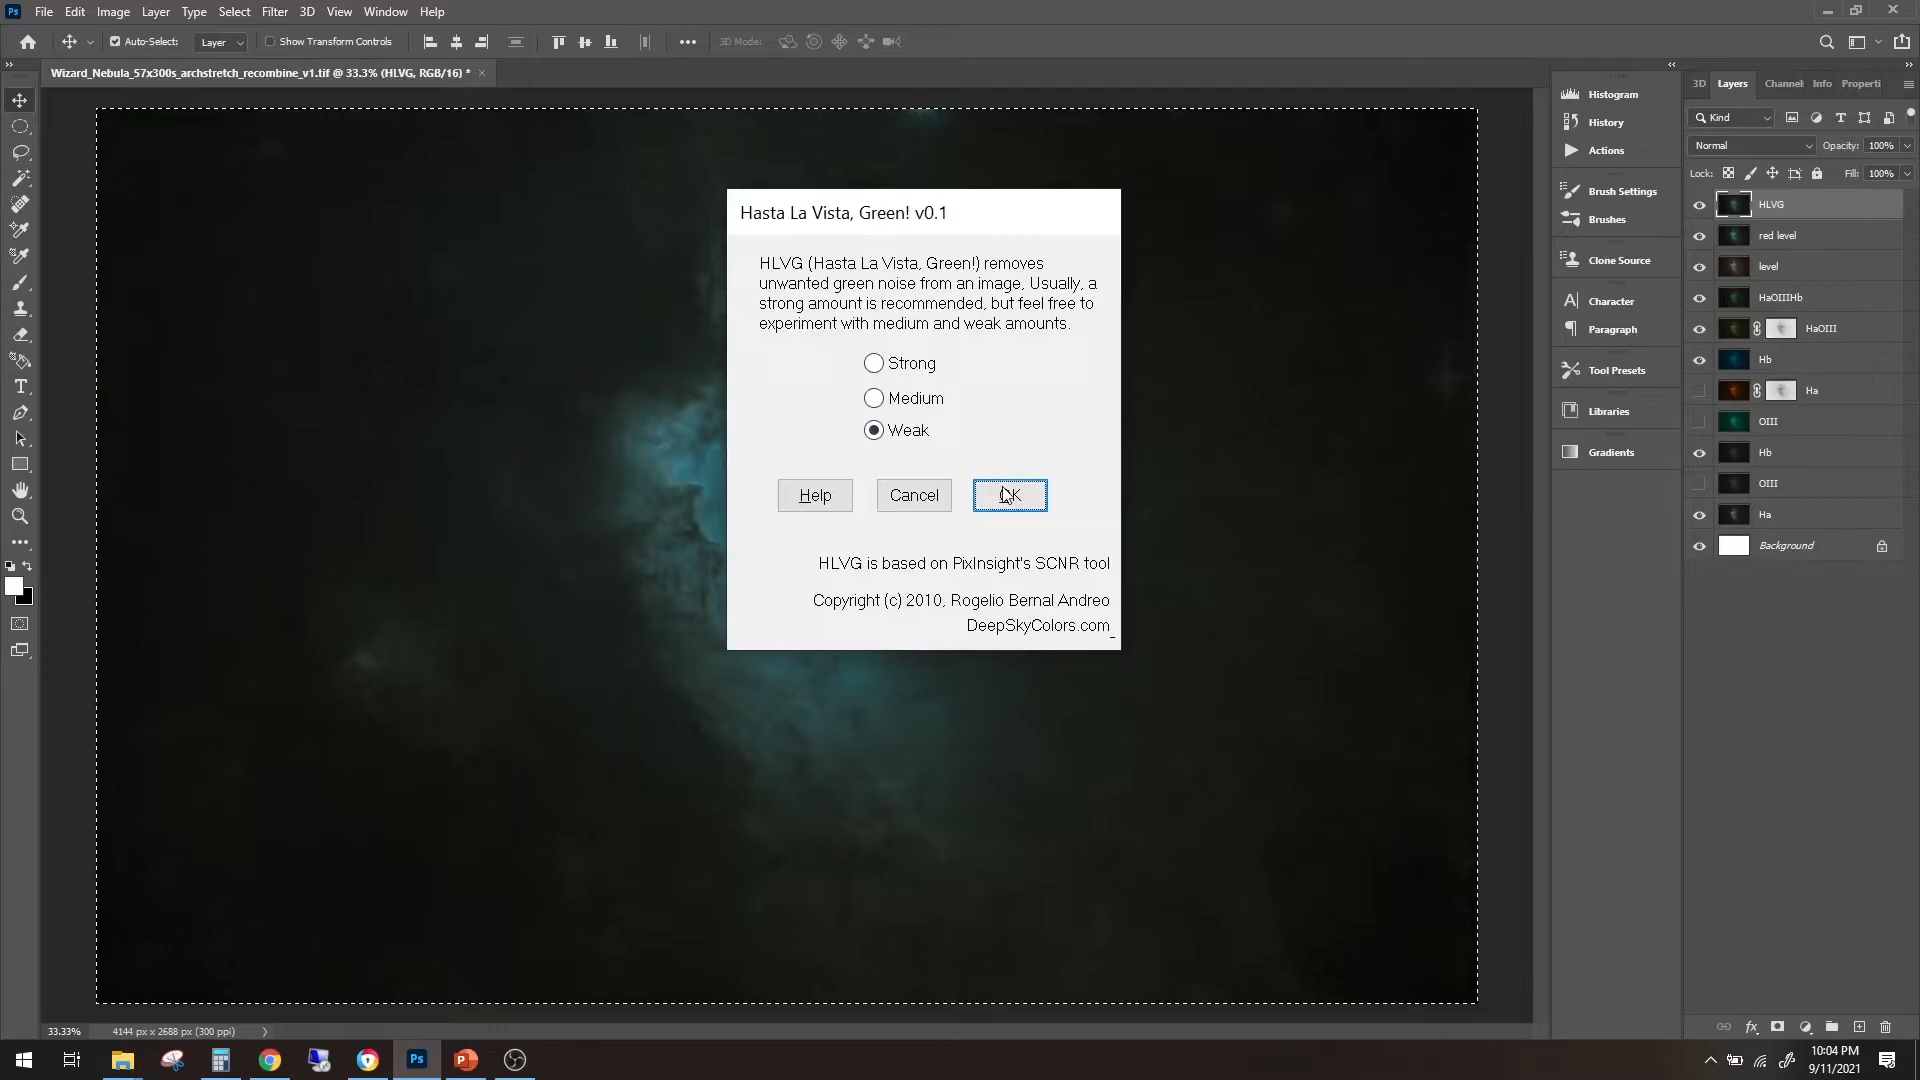 Ps File Edit Image Layer Type Select Filter 3D View Window Help
Auto-Select: Layer Show Transform Controls 3D Mode:
Wizard_Nebula_57x300s_archstretch_recombine_v1.tif @ 33.3% (HLVG, RGB/16) *
Hasta La Vista, Green! v0.1
HLVG (Hasta La Vista, Green!) removes
unwanted green noise from an image, Usually, a
strong amount is recommended, but feel free to
experiment with medium and weak amounts.
Strong
Medium
Weak
Help Cancel OK
HLVG is based on PixInsight's SCNR tool
Copyright (c) 2010, Rogelio Bernal Andreo
DeepSkyColors.com
Histogram
History
Actions
Brush Settings
Brushes
Clone Source
Character
Paragraph
Tool Presets
Libraries
Gradients
3D Layers Channel Info Properti
Kind
Normal Opacity: 100%
Lock: Fill: 100%
HLVG
red level
level
HaOIIIHb
HaOIII
Hb
Ha
OIII
Hb
OIII
Ha
Background
33.33% 4144 px x 2688 px (300 ppi)
Ps
10:04 PM
9/11/2021